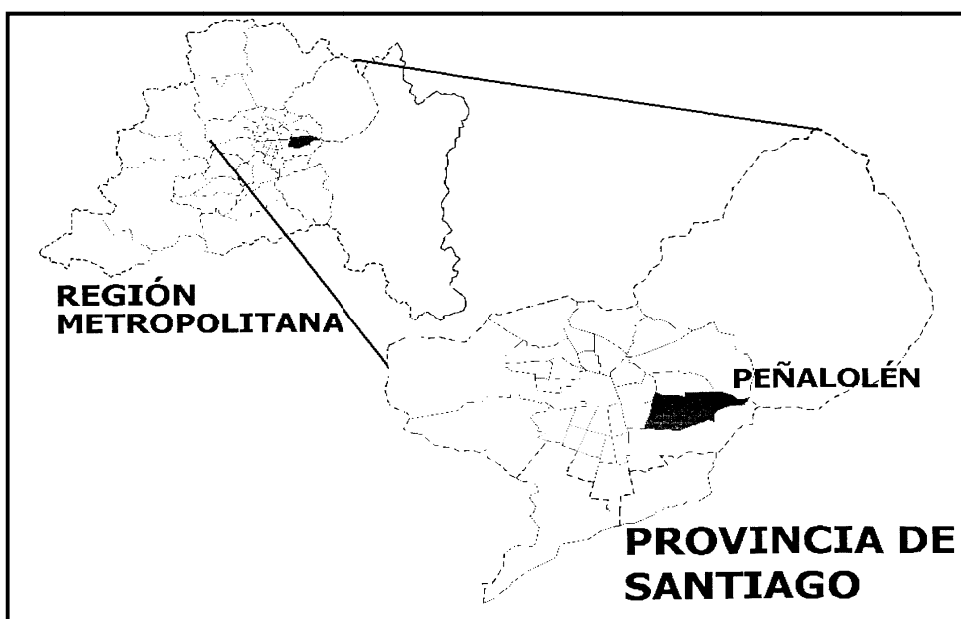 REGIÓN
METROPOLITANA
PEÑALOLÉN
PROVINCIA DE
SANTIAGO